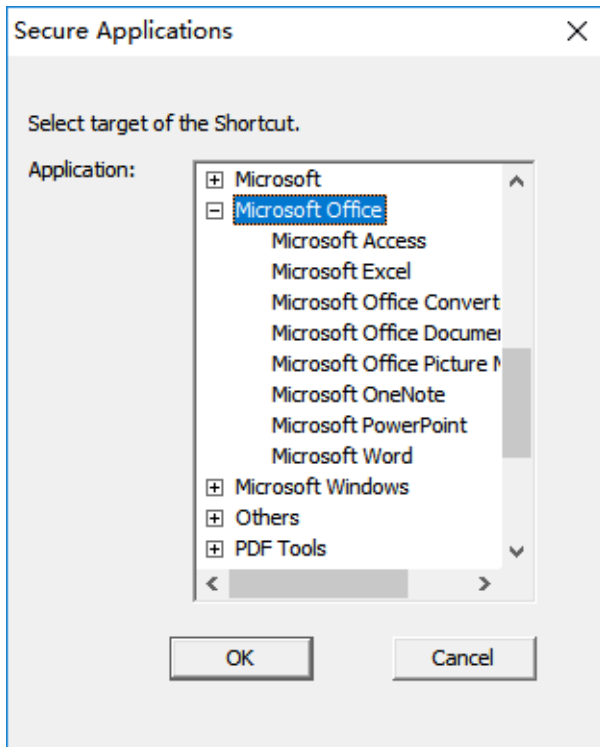 Secure Applications
Select target of the Shortcut.
Application:
Microsoft
Microsoft Office
Microsoft Access
Microsoft Excel
Microsoft Office Convert
Microsoft Office Documen
Microsoft Office Picture
Microsoft OneNote
Microsoft PowerPoint
Microsoft Word
Microsoft Windows
Others
PDF Tools
OK Cancel